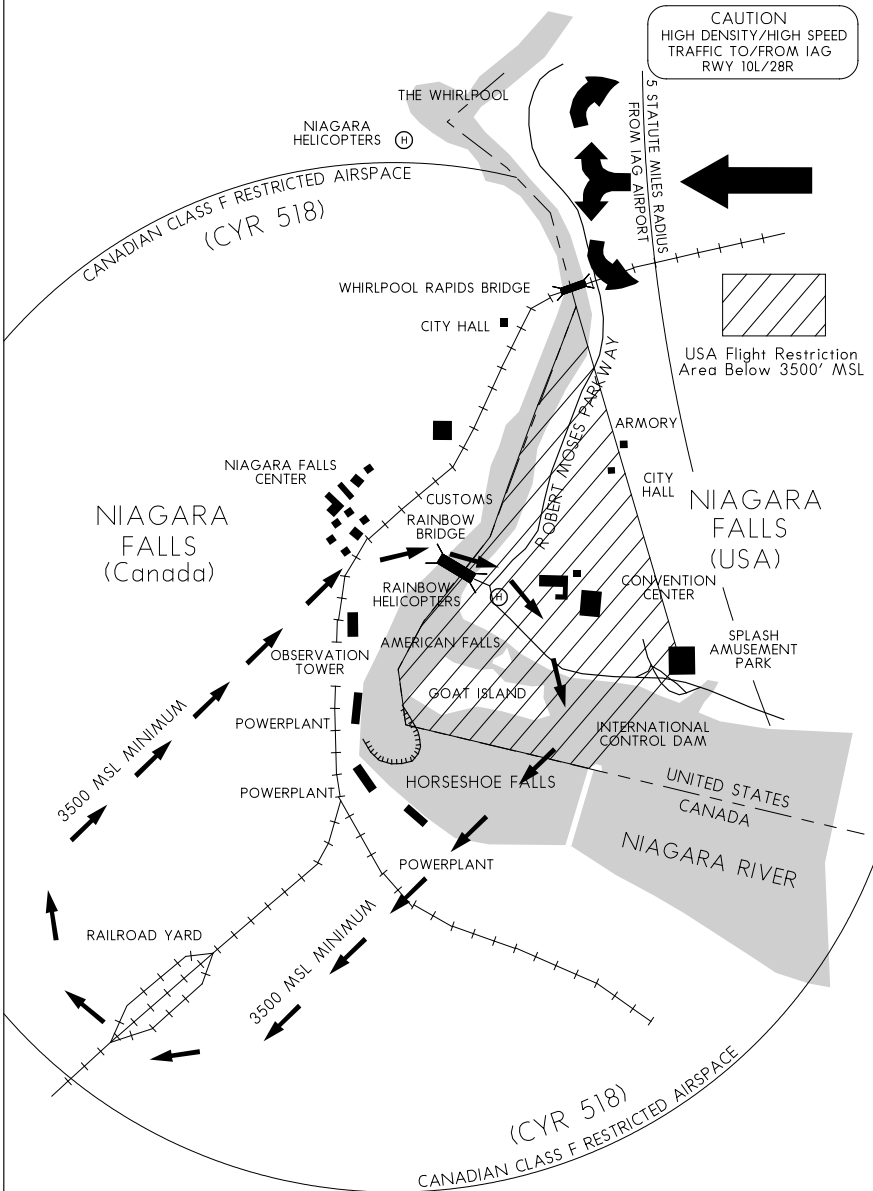 CAUTION
HIGH DENSITY/HIGH SPEED
TRAFFIC TO/FROM IAG
RWY 10L/28R
THE WHIRLPOOL
NIAGARA
HELICOPTERS
H
5 STATUTE MILES RADIUS
FROM IAG AIRPORT
CANADIAN CLASS F RESTRICTED AIRSPACE
(CYR 518)
WHIRLPOOL RAPIDS BRIDGE
CITY HALL
USA Flight Restriction
Area Below 3500' MSL
ROBERT MOSES PARKWAY
ARMORY
CITY
HALL
NIAGARA FALLS
CENTER
CUSTOMS
RAINBOW
BRIDGE
NIAGARA
FALLS
(Canada)
NIAGARA
FALLS
(USA)
RAINBOW
HELICOPTERS
H
CONVENTION
CENTER
AMERICAN FALLS
OBSERVATION
TOWER
SPLASH
AMUSEMENT
PARK
GOAT ISLAND
POWERPLANT
INTERNATIONAL
CONTROL DAM
3500 MSL MINIMUM
POWERPLANT
HORSESHOE FALLS
UNITED STATES
CANADA
NIAGARA RIVER
POWERPLANT
RAILROAD YARD
3500 MSL MINIMUM
(CYR 518)
CANADIAN CLASS F RESTRICTED AIRSPACE